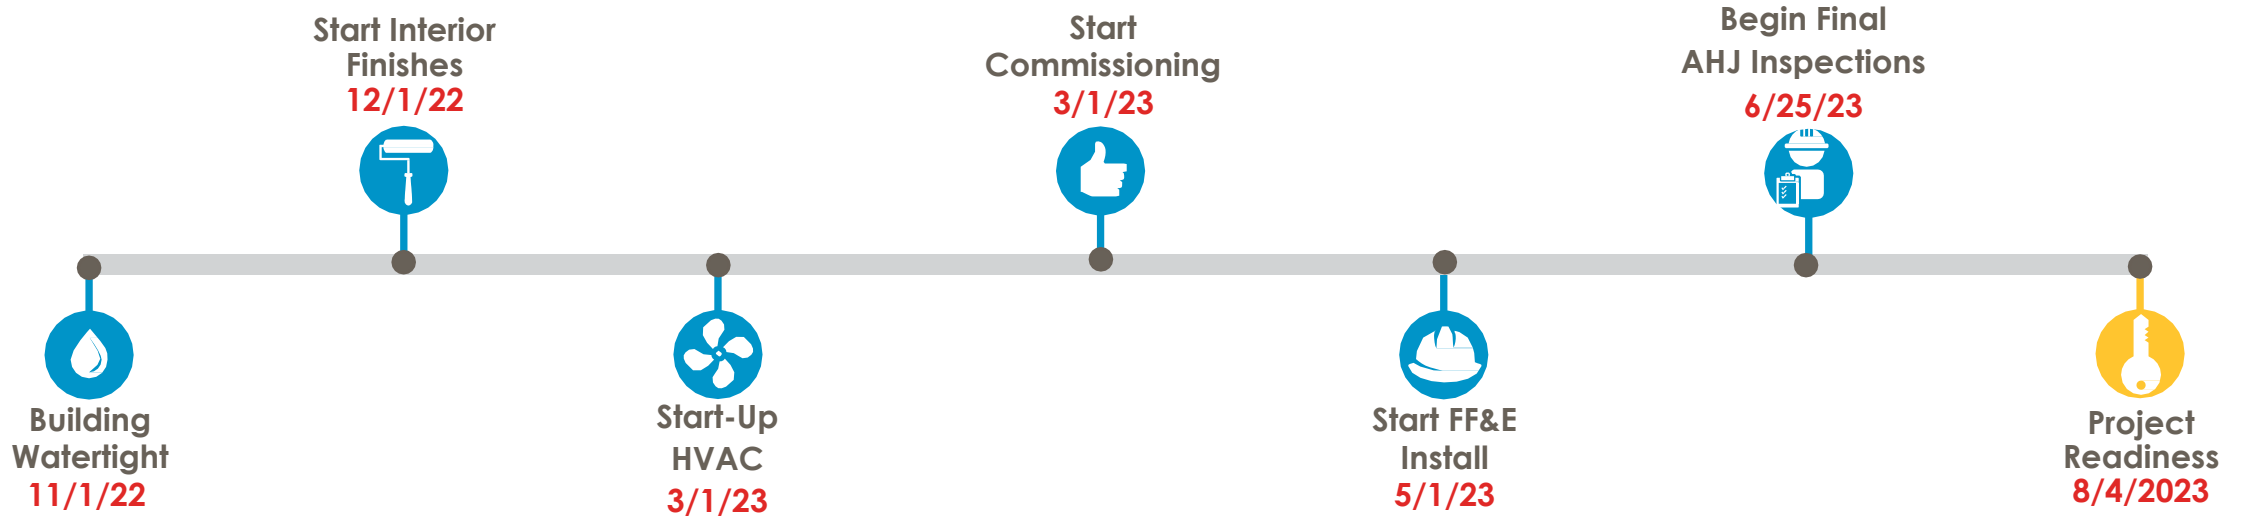 Building
Watertight
11/1/22
Start Interior
Finishes
12/1/22
Start-Up
HVAC
3/1/23
Start
Commissioning
3/1/23
Start FF&E
Install
5/1/23
Begin Final
AHJ Inspections
6/25/23
Project
Readiness
8/4/2023